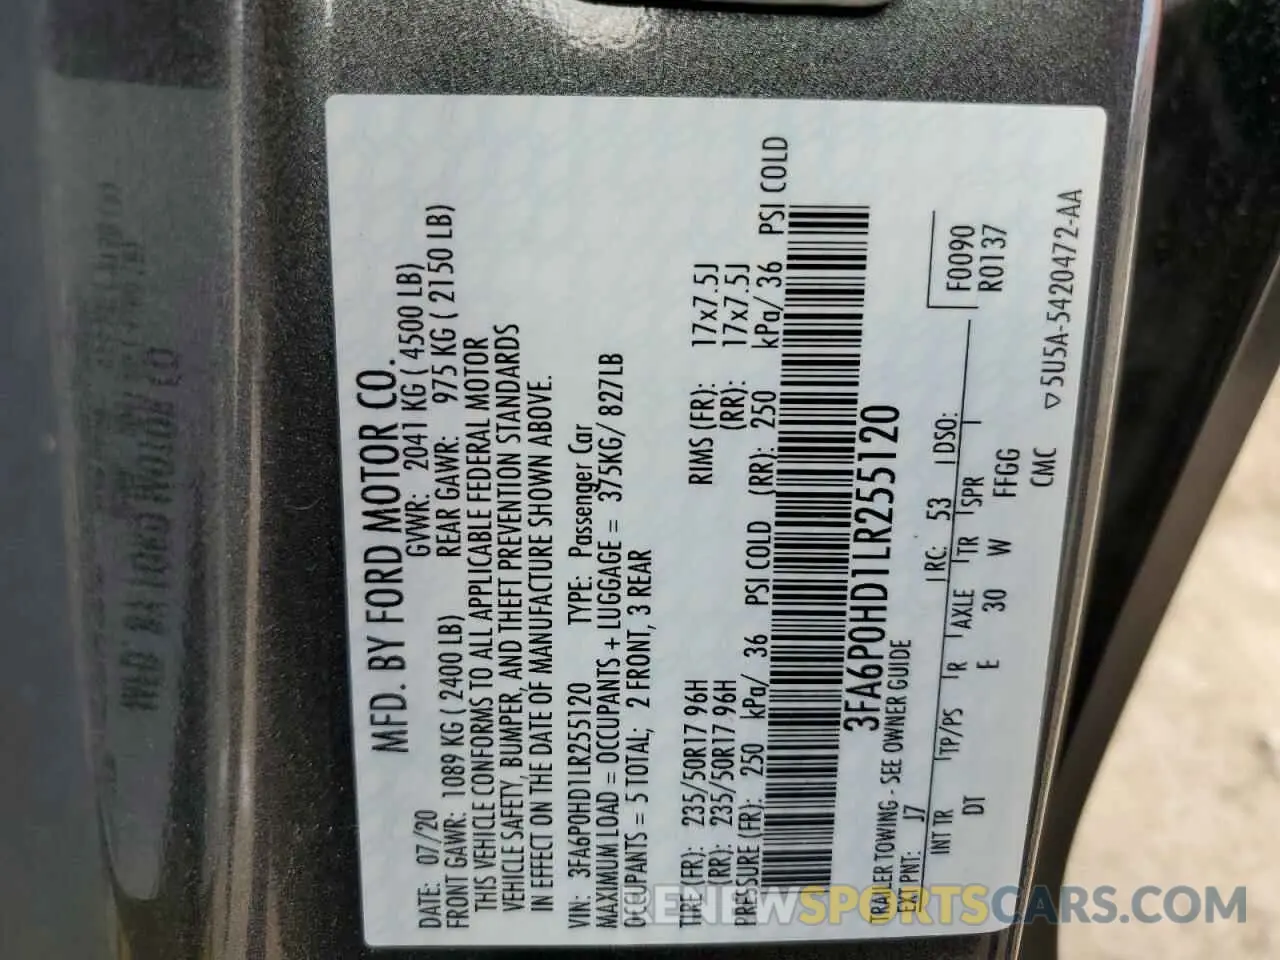 MFD. BY FORD MOTOR CO.
DATE: 07/20 GVWR: 2041 KG ( 4500 LB)
FRONT GAWR: 1089 KG ( 2400 LB) REAR GAWR: 975 KG ( 2150 LB)
THIS VEHICLE CONFORMS TO ALL APPLICABLE FEDERAL MOTOR
VEHICLE SAFETY, BUMPER, AND THEFT PREVENTION STANDARDS
IN EFFECT ON THE DATE OF MANUFACTURE SHOWN ABOVE.
VIN: 3FA6P0HD1LR255120 TYPE: Passenger Car
MAXIMUM LOAD = OCCUPANTS + LUGGAGE = 375KG/ 827LB
OCCUPANTS = 5 TOTAL; 2 FRONT, 3 REAR
TIRE (FR): 235/50R17 96H RIMS (FR): 17x7.5J
(RR): 235/50R17 96H (RR): 17x7.5J
PRESSURE (FR): 250 kPa/ 36 PSI COLD (RR): 250 kPa/ 36 PSI COLD
3FA6P0HD1LR255120
TRAILER TOWING - SEE OWNER GUIDE
F0090
EXT PNT: J7 RC: 53 DSO: R0137
INT TR TP/PS R AXLE TR SPR
DT E 30 W FFGG
CMC
▽5U5A-5420472-AA
RENEWSPORTSCARS.COM